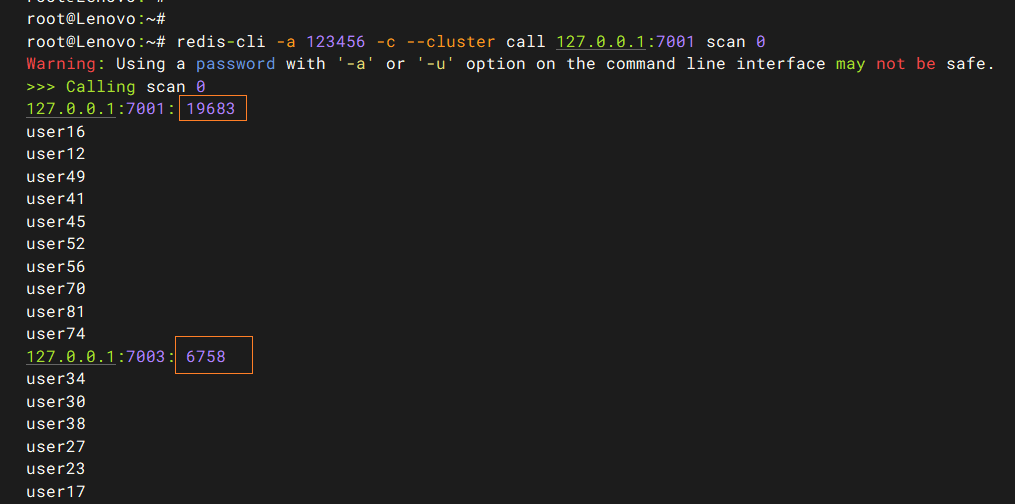 root@Lenovo:~#
root@Lenovo:~#
root@Lenovo:~# redis-cli -a 123456 -c --cluster call 127.0.0.1:7001 scan 0
Warning: Using a password with '-a' or '-u' option on the command line interface may not be safe.
>>> Calling scan 0
127.0.0.1:7001: 19683
user16
user12
user49
user41
user45
user52
user56
user70
user81
user74
127.0.0.1:7003: 6758
user34
user30
user38
user27
user23
user17